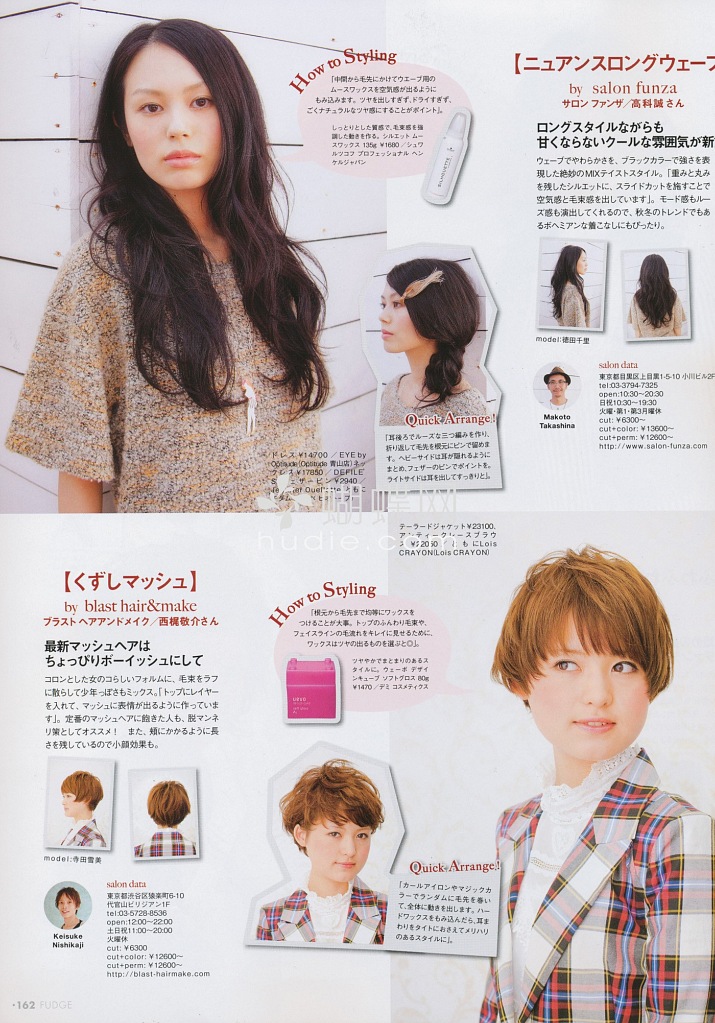 How to Styling
「中間から毛先にかけてウエーブ用の
ムースワックスを空気感が出るように
もみ込みます。ツヤを出しすぎず、ドライすぎず、
ごくナチュラルなツヤ感にすることがポイント」。
しっとりとした質感で、毛束感を強
調した動きを作る。シルエット ム
ースワックス 135g ¥1680／シュワ
ルツコフ プロフェッショナル ヘン
ケルジャパン
【ニュアンスロングウェーブ
by salon funza
サロン ファンザ／高科誠さん
ロングスタイルながらも
甘くならないクールな雰囲気が新
ウェーブでやわらかさを、ブラックカラーで強さを表
現した絶妙のMIXテイストスタイル。「重みと丸み
を残したシルエットに、スライドカットを施すことで
空気感と毛束感を出しています」。モード感もルー
ズ感も演出してくれるので、秋冬のトレンドでもあ
るボヘミアンな着こなしにもぴったり。
model:徳田千里
Makoto
Takashina
salon data
東京都目黒区上目黒1-5-10 小川ビル2F
tel:03-3794-7325
open:10:30〜20:30
日祝10:30〜19:30
火曜・第1・第3月曜休
cut: ¥6300〜
cut+color: ¥13600〜
cut+perm: ¥12600〜
http://www.salon-funza.com
Quick Arrange!
「耳後ろでルーズな三つ編みを作り、
折り返して毛先を根元にピンで留めます。
ヘビーサイドは耳が隠れるように
まとめ、フェザーのピンでポイントを。
ライトサイドは耳を出してすっきりと」。
ドレス ¥14700 ／ EYE by
Optitude(Optitude 青山店) ネッ
クレス ¥17850 ／ DEFILE
ピン ¥2940
蝴蝶网
hudie.com
テーラードジャケット¥23100、
アンティークレースブラウ
ス ¥22050 ／ ともにLois
CRAYON(Lois CRAYON)
【くずしマッシュ】
by blast hair&make
ブラスト ヘアアンドメイク／西梶敬介さん
最新マッシュヘアは
ちょっぴりボーイッシュにして
コロンとした女のコらしいフォルムに、毛束をラフ
に散らして少年っぽさもミックス。「トップにレイヤー
を入れて、マッシュに表情が出るように作っていま
す」。定番のマッシュヘアに飽きた人も、脱マンネ
リ策としてオススメ！ また、頬にかかるように長
さを残しているので小顔効果も。
How to Styling
「根元から毛先まで均等にワックスを
つけることが大事。トップのふんわり毛束や、
フェイスラインの毛流れをキレイに見せるために、
ワックスはツヤの出るものを選ぶと◎」。
ツヤやかでまとまりのあるス
タイルに。ウェーボ デザイ
ンキューブ ソフトグロス 80g
¥1470／デミ コスメティクス
model:寺田雪美
Keisuke
Nishikaji
salon data
東京都渋谷区猿楽町6-10
代官山ビリジアン1F
tel:03-5728-8536
open:12:00〜22:00
土日祝11:00〜20:00
火曜休
cut: ¥6300
cut+color: ¥12600〜
cut+perm: ¥12600〜
http://blast-hairmake.com
Quick Arrange!
「カールアイロンやマジックカ
ラーでランダムに毛先を巻い
て、全体に動きを出します。ハー
ドワックスをもみ込んだら、耳ま
わりをタイトにおさえてメリハリ
のあるスタイルに」。
・162 FUDGE